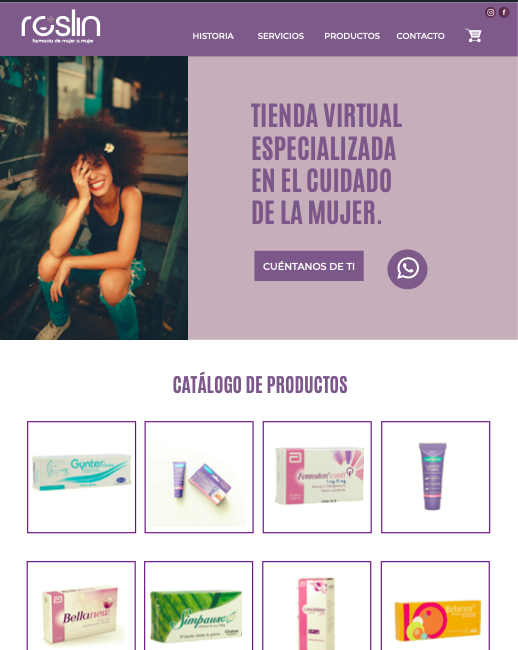 roslin
farmacia de mujer a mujer
HISTORIA SERVICIOS PRODUCTOS CONTACTO
TIENDA VIRTUAL
ESPECIALIZADA
EN EL CUIDADO
DE LA MUJER.
CUÉNTANOS DE TI
CATÁLOGO DE PRODUCTOS
Gynter
Femoston conti
Bellaneu
Simpause
Belarina